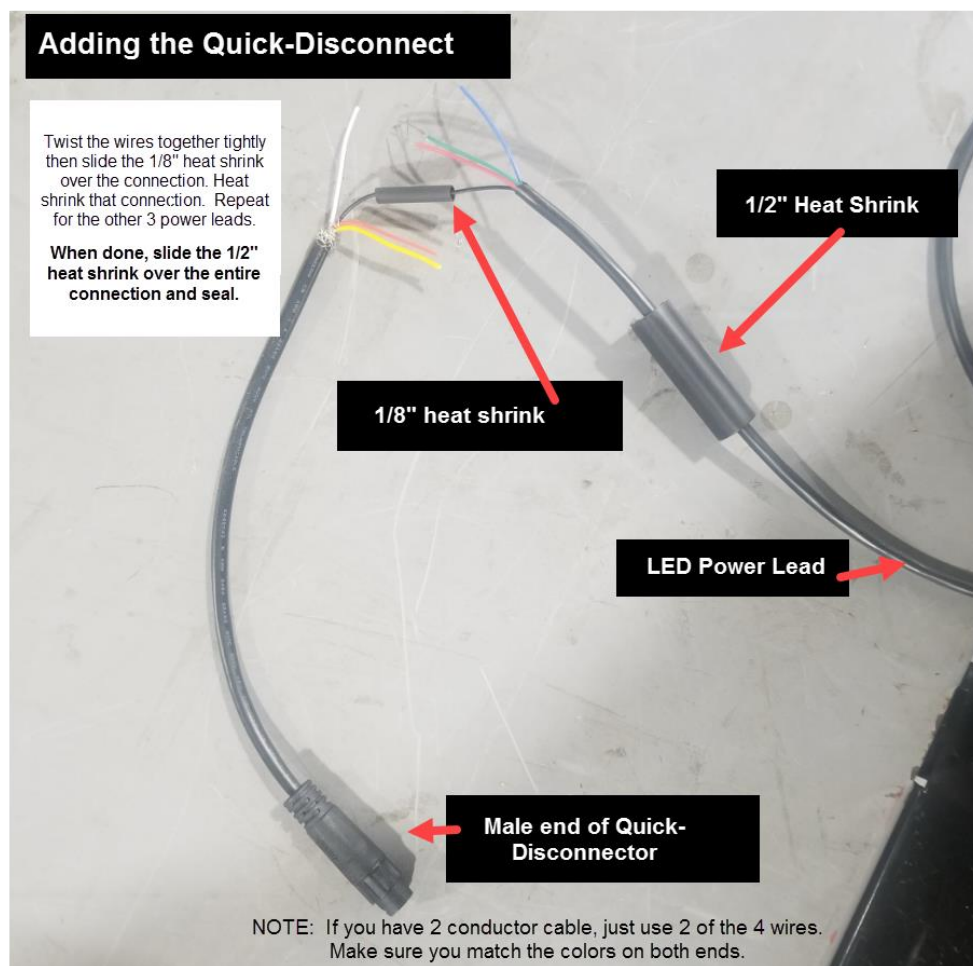 Adding the Quick-Disconnect
Twist the wires together tightly
then slide the 1/8" heat shrink
over the connection. Heat
shrink that connection.  Repeat
for the other 3 power leads.
When done, slide the 1/2"
heat shrink over the entire
connection and seal.
1/2" Heat Shrink
1/8" heat shrink
LED Power Lead
Male end of Quick-
Disconnector
NOTE:  If you have 2 conductor cable, just use 2 of the 4 wires.
Make sure you match the colors on both ends.